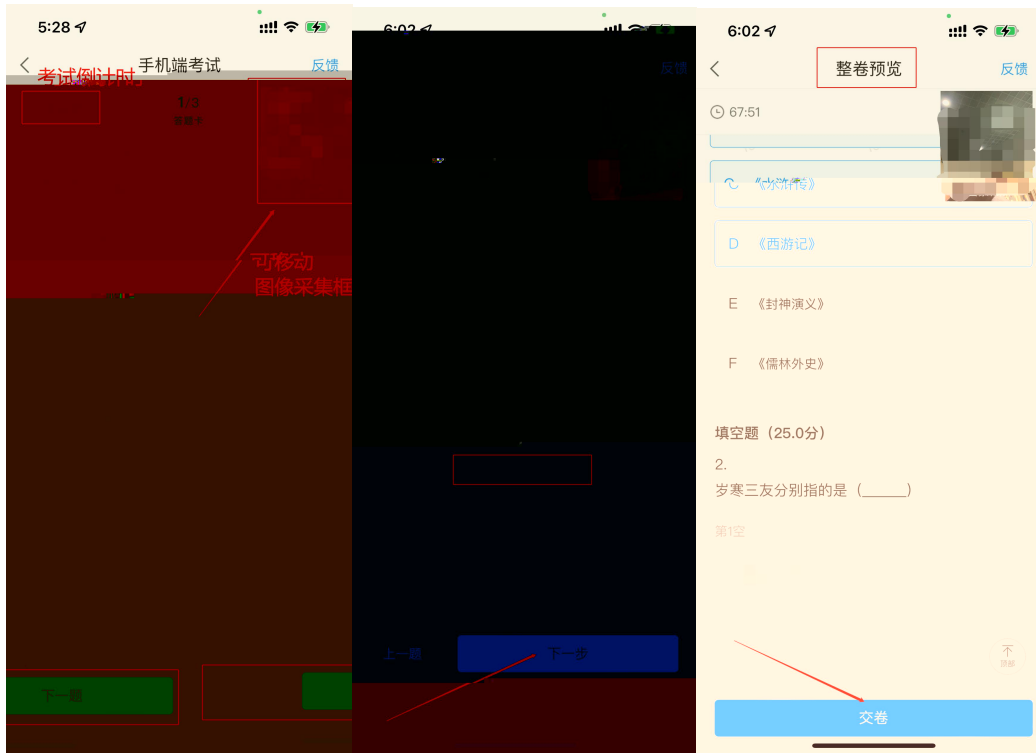 5:28
手机端考试
反馈
考试倒计时
1/3
答题卡
可移动
图像采集框
下一题
6:02
反馈
上一题
下一步
6:02
整卷预览
反馈
67:51
《水浒传》
D 《西游记》
E 《封神演义》
F 《儒林外史》
填空题（25.0分）
2.
岁寒三友分别指的是（______）
第1空
顶部
交卷